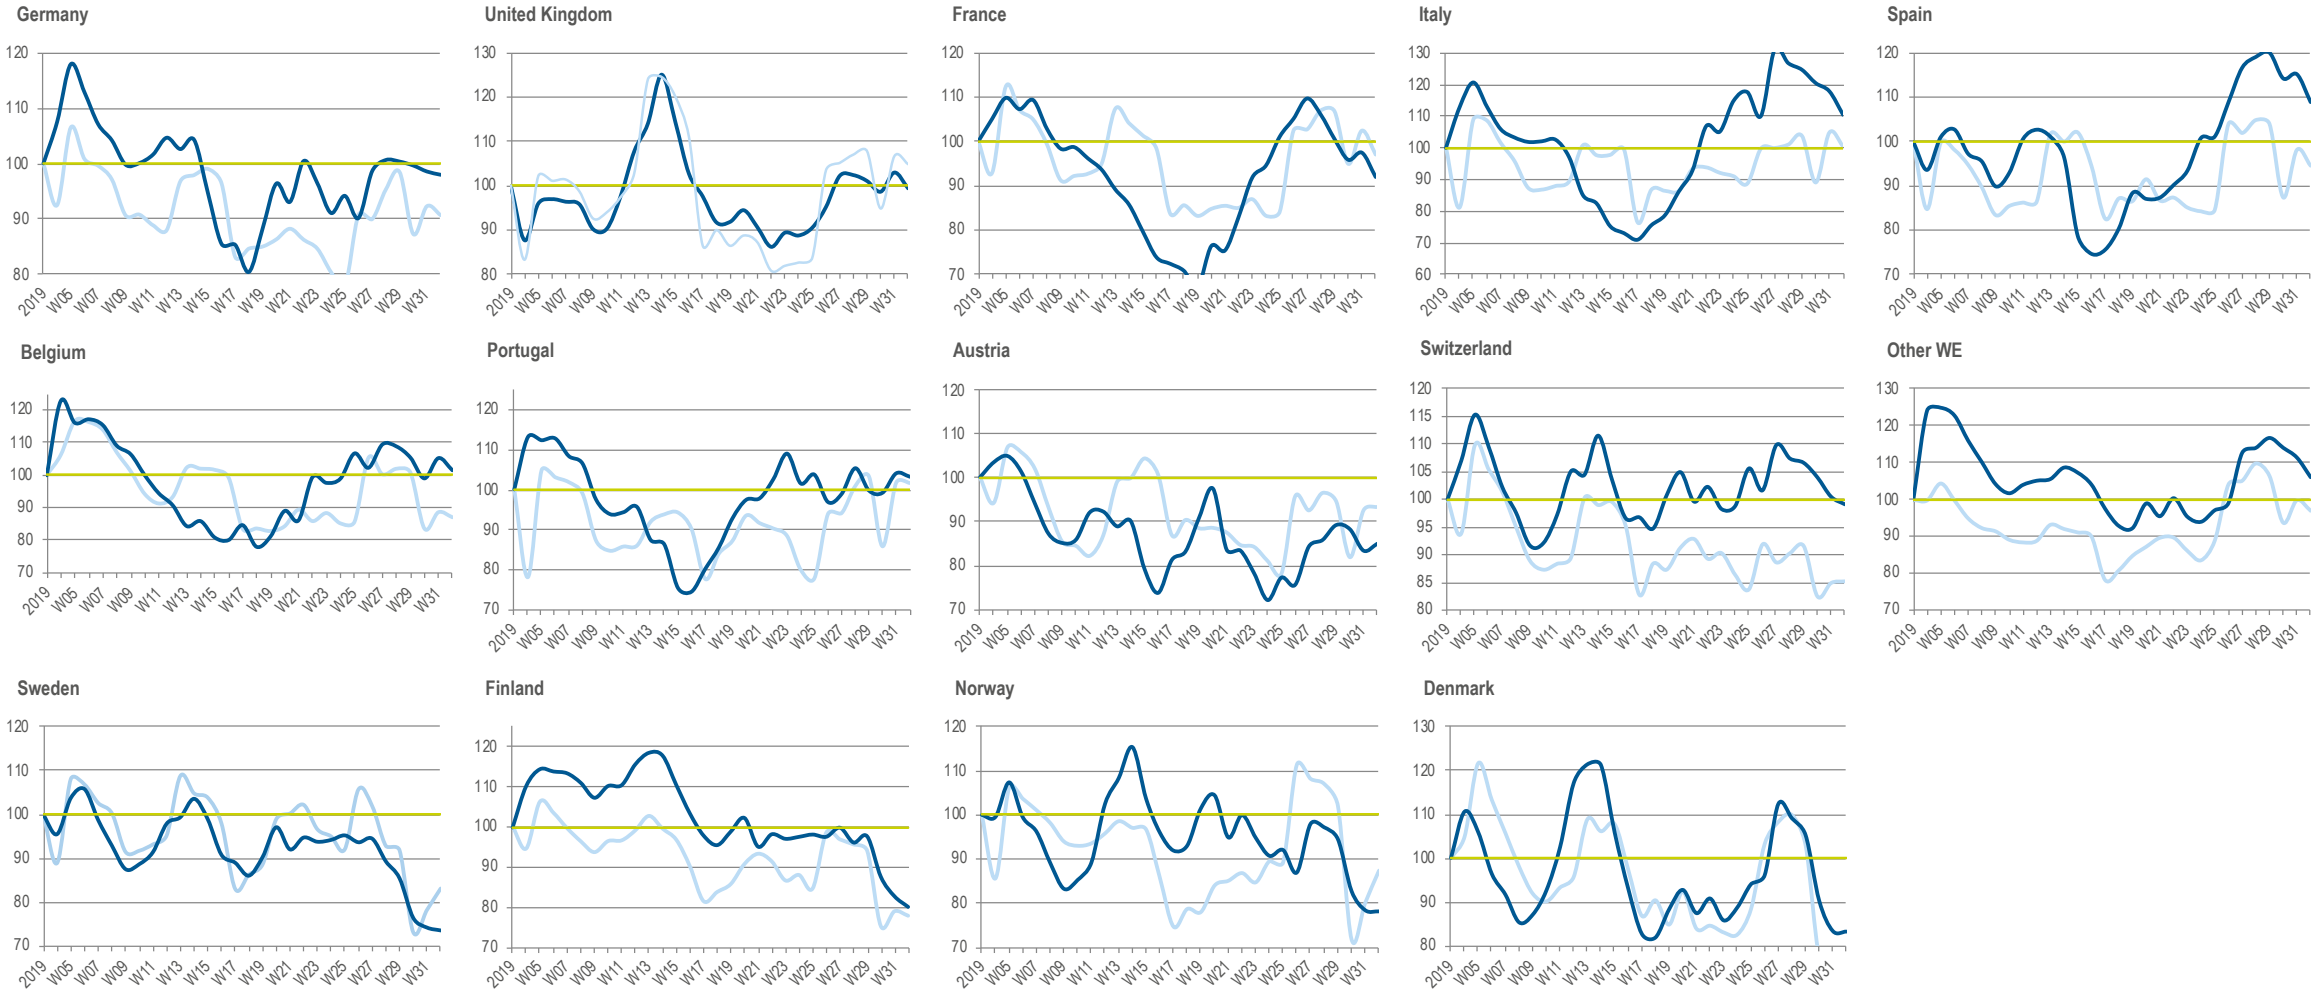 Germany United Kingdom France Italy Spain
120 110 100 90 80
2019 W05 W07 W09 W11 W13 W15 W17 W19 W21 W23 W25 W27 W29 W31
130 120 110 100 90 80
2019 W05 W07 W09 W11 W13 W15 W17 W19 W21 W23 W25 W27 W29 W31
120 110 100 90 80 70
2019 W05 W07 W09 W11 W13 W15 W17 W19 W21 W23 W25 W27 W29 W31
130 120 110 100 90 80 70 60
2019 W05 W07 W09 W11 W13 W15 W17 W19 W21 W23 W25 W27 W29 W31
120 110 100 90 80 70
2019 W05 W07 W09 W11 W13 W15 W17 W19 W21 W23 W25 W27 W29 W31
Belgium Portugal Austria Switzerland Other WE
120 110 100 90 80 70
2019 W05 W07 W09 W11 W13 W15 W17 W19 W21 W23 W25 W27 W29 W31
120 110 100 90 80 70
2019 W05 W07 W09 W11 W13 W15 W17 W19 W21 W23 W25 W27 W29 W31
120 110 100 90 80 70
2019 W05 W07 W09 W11 W13 W15 W17 W19 W21 W23 W25 W27 W29 W31
120 115 110 105 100 95 90 85 80
2019 W05 W07 W09 W11 W13 W15 W17 W19 W21 W23 W25 W27 W29 W31
130 120 110 100 90 80 70
2019 W05 W07 W09 W11 W13 W15 W17 W19 W21 W23 W25 W27 W29 W31
Sweden Finland Norway Denmark
120 110 100 90 80 70
2019 W05 W07 W09 W11 W13 W15 W17 W19 W21 W23 W25 W27 W29 W31
120 110 100 90 80 70
2019 W05 W07 W09 W11 W13 W15 W17 W19 W21 W23 W25 W27 W29 W31
120 110 100 90 80 70
2019 W05 W07 W09 W11 W13 W15 W17 W19 W21 W23 W25 W27 W29 W31
130 120 110 100 90 80
2019 W05 W07 W09 W11 W13 W15 W17 W19 W21 W23 W25 W27 W29 W31